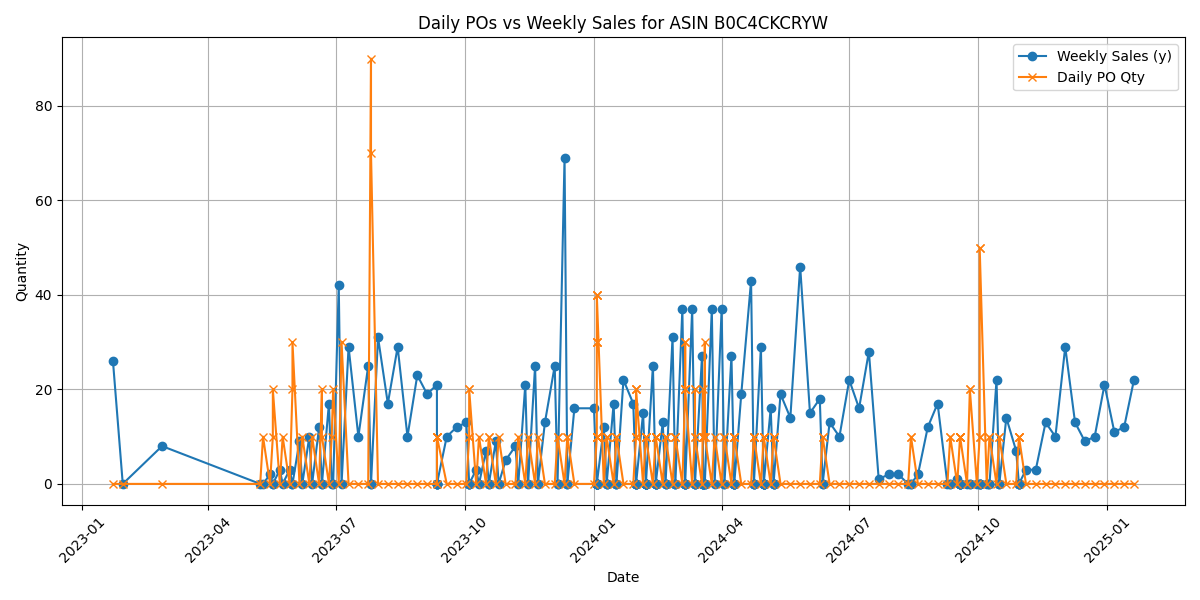 Daily POs vs Weekly Sales for ASIN B0C4CKCRYW
Weekly Sales (y)
Daily PO Qty
Quantity
80
60
40
20
0
2023-01
2023-04
2023-07
2023-10
2024-01
2024-04
2024-07
2024-10
2025-01
Date